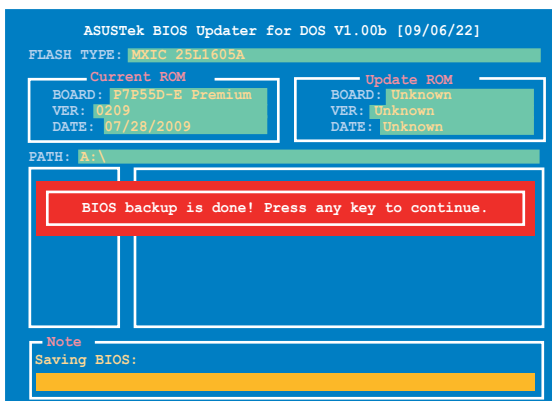 ASUSTek BIOS Updater for DOS V1.00b [09/06/22]
FLASH TYPE: MXIC 25L1605A
Current ROM
BOARD: P7P55D-E Premium
VER: 0209
DATE: 07/28/2009
Update ROM
BOARD: Unknown
VER: Unknown
DATE: Unknown
PATH: A:\
BIOS backup is done! Press any key to continue.
Note
Saving BIOS: